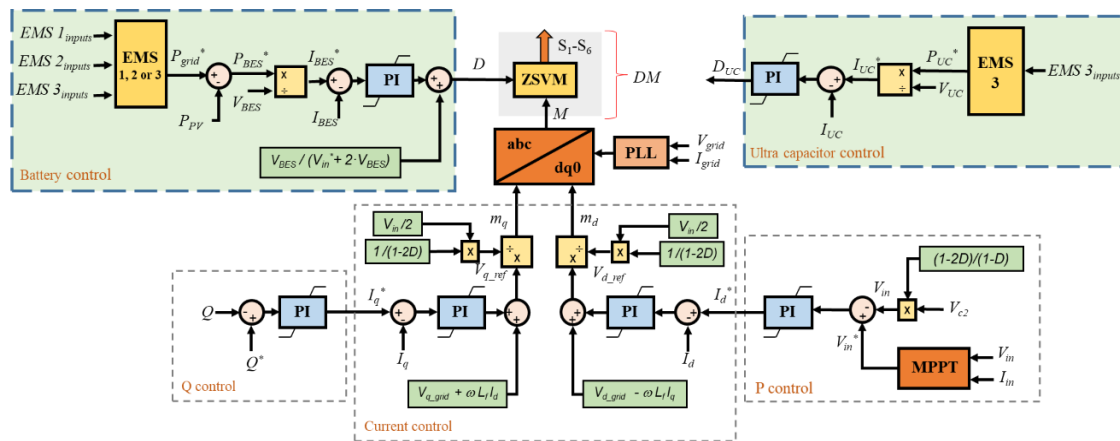 EMS 1inputs
EMS 2inputs
EMS 3inputs
EMS
1, 2 or 3
Pgrid*
+
-
PPV
PBES*
VBES
x
÷
IBES*
+
-
IBES
PI
+
+
D
VBES / (Vin* + 2·VBES)
Battery control
S1-S6
ZSVM
DM
M
abc
dq0
PLL
Vgrid
Igrid
DUC
PI
+
-
IUC
IUC*
x
÷
PUC*
VUC
EMS
3
EMS 3inputs
Ultra capacitor control
mq
md
Vin/2
1/(1-2D)
x
Vq_ref
÷
x
÷
x
Vd_ref
x
Vin/2
1/(1-2D)
Q
-
+
Q*
PI
Q control
Iq*
+
-
Iq
PI
+
+
Vq_grid + ωLfId
+
+
PI
+
-
Id
Id*
Vd_grid - ωLfIq
Current control
PI
-
+
Vin
Vin*
x
(1-2D)/(1-D)
Vc2
MPPT
Vin
Iin
P control